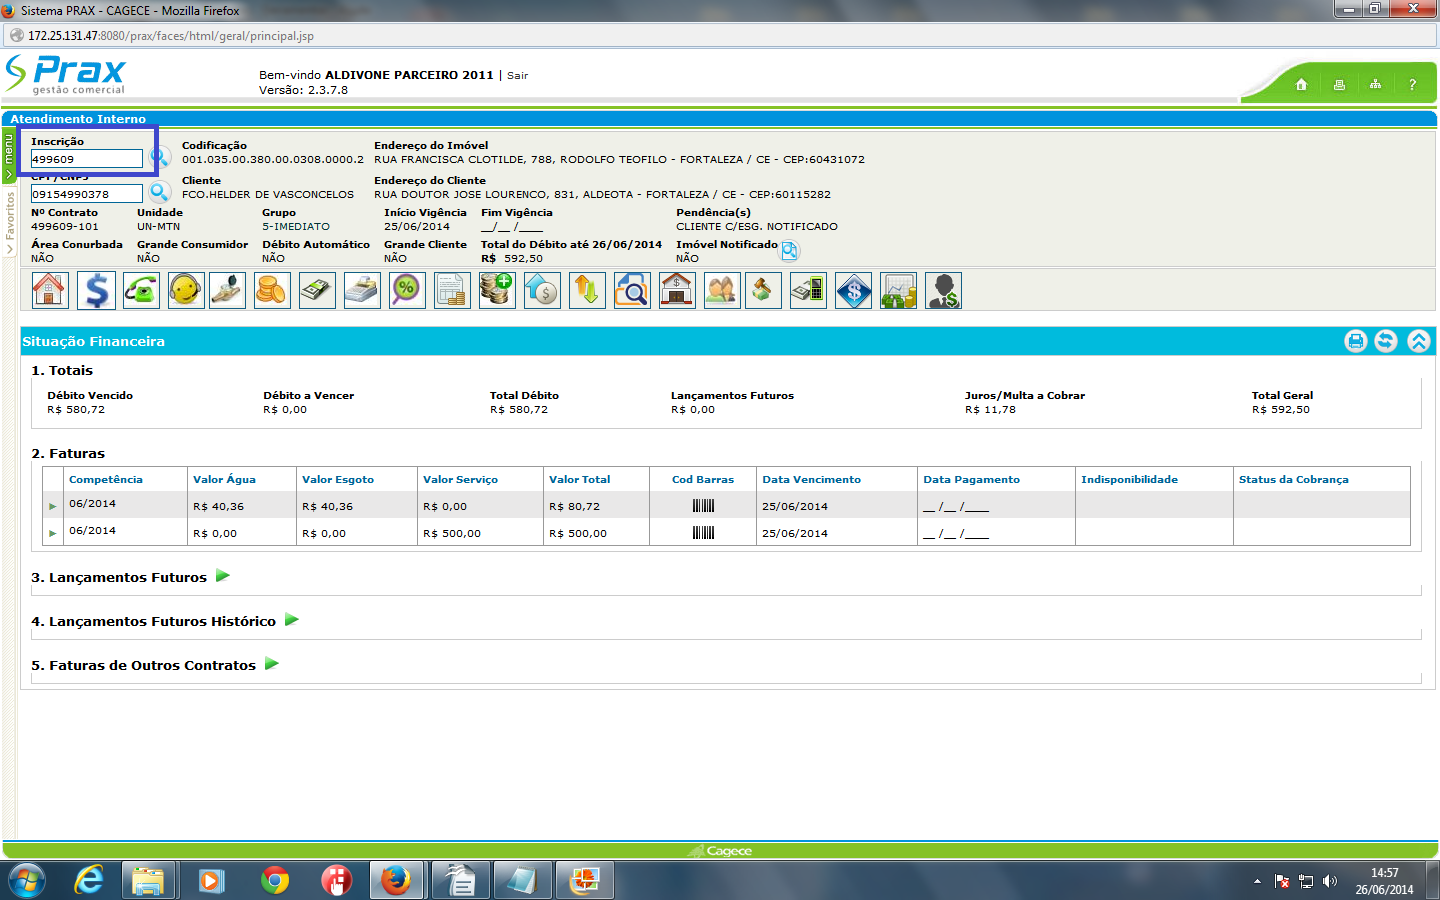 Sistema PRAX - CAGECE - Mozilla Firefox
172.25.131.47:8080/prax/faces/html/geral/principal.jsp
Prax
gestão comercial
Bem-vindo ALDIVONE PARCEIRO 2011 | Sair
Versão: 2.3.7.8
?
Atendimento Interno
menu
Favoritos
Inscrição Codificação Endereço do Imóvel
499609 001.035.00.380.00.0308.0000.2 RUA FRANCISCA CLOTILDE, 788, RODOLFO TEOFILO - FORTALEZA / CE - CEP:60431072
CPF/CNPJ Cliente Endereço do Cliente
09154990378 FCO.HELDER DE VASCONCELOS RUA DOUTOR JOSE LOURENCO, 831, ALDEOTA - FORTALEZA / CE - CEP:60115282
Nº Contrato Unidade Grupo Início Vigência Fim Vigência Pendência(s)
499609-101 UN-MTN 5-IMEDIATO 25/06/2014 __/__ /____ CLIENTE C/ESG. NOTIFICADO
Área Conurbada Grande Consumidor Débito Automático Grande Cliente Total do Débito até 26/06/2014 Imóvel Notificado
NÃO NÃO NÃO NÃO R$ 592,50 NÃO
Situação Financeira
1. Totais
Débito Vencido Débito a Vencer Total Débito Lançamentos Futuros Juros/Multa a Cobrar Total Geral
R$ 580,72 R$ 0,00 R$ 580,72 R$ 0,00 R$ 11,78 R$ 592,50
2. Faturas
Competência Valor Água Valor Esgoto Valor Serviço Valor Total Cod Barras Data Vencimento Data Pagamento Indisponibilidade Status da Cobrança
06/2014 R$ 40,36 R$ 40,36 R$ 0,00 R$ 80,72 25/06/2014 __ /__ /____
06/2014 R$ 0,00 R$ 0,00 R$ 500,00 R$ 500,00 25/06/2014 __ /__ /____
3. Lançamentos Futuros
4. Lançamentos Futuros Histórico
5. Faturas de Outros Contratos
Cagece
14:57
26/06/2014